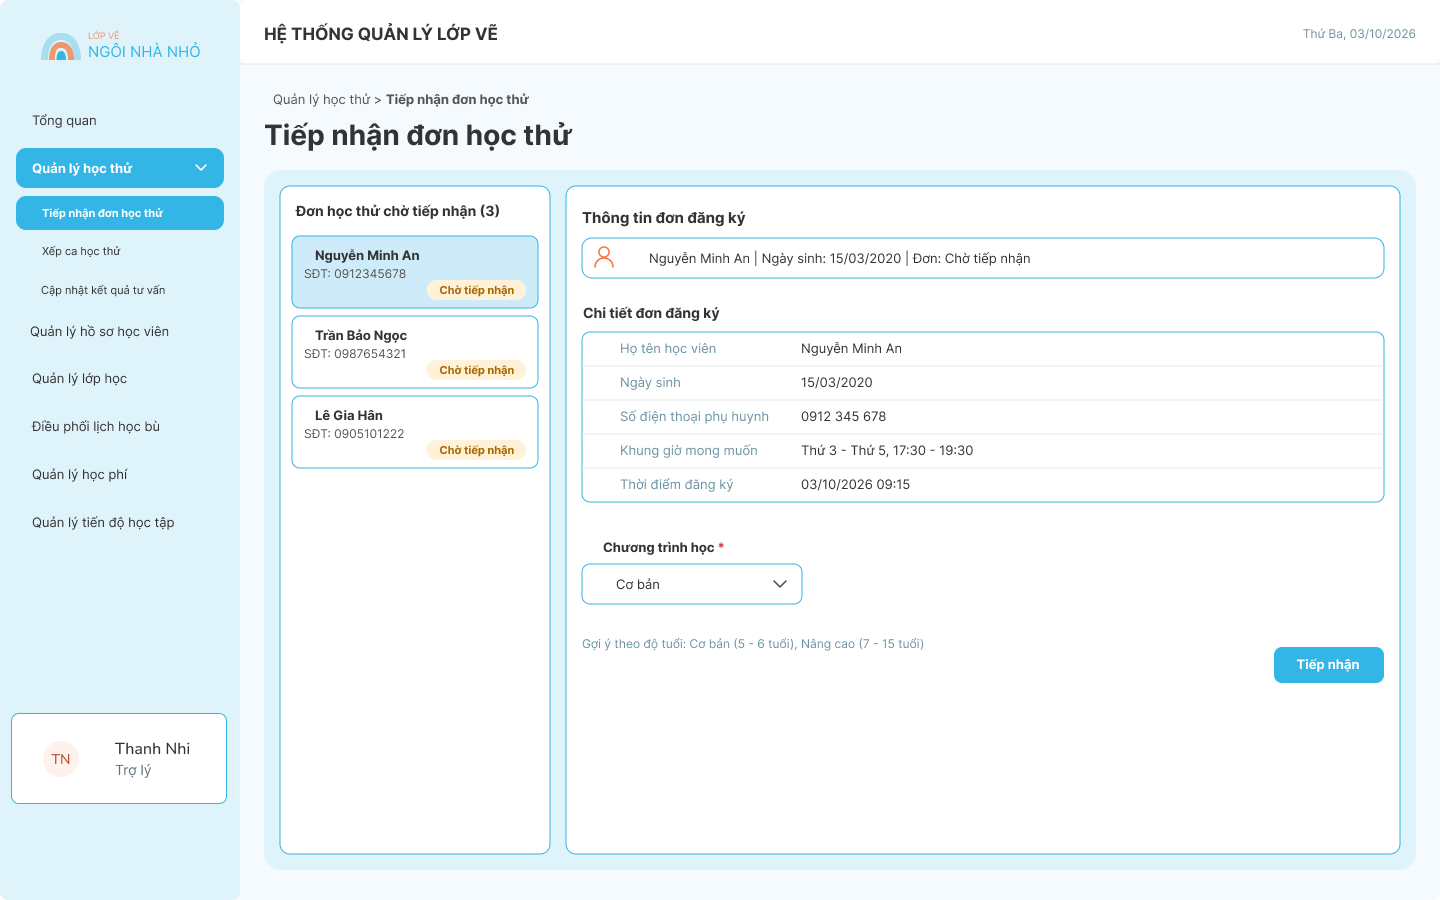 LỚP VẼ
NGÔI NHÀ NHỎ
Tổng quan
Quản lý học thử
Tiếp nhận đơn học thử
Xếp ca học thử
Cập nhật kết quả tư vấn
Quản lý hồ sơ học viên
Quản lý lớp học
Điều phối lịch học bù
Quản lý học phí
Quản lý tiến độ học tập
TN
Thanh Nhi
Trợ lý
HỆ THỐNG QUẢN LÝ LỚP VẼ
Thứ Ba, 03/10/2026
Quản lý học thử > Tiếp nhận đơn học thử
Tiếp nhận đơn học thử
Đơn học thử chờ tiếp nhận (3)
Nguyễn Minh An
SĐT: 0912345678
Chờ tiếp nhận
Trần Bảo Ngọc
SĐT: 0987654321
Chờ tiếp nhận
Lê Gia Hân
SĐT: 0905101222
Chờ tiếp nhận
Thông tin đơn đăng ký
Nguyễn Minh An | Ngày sinh: 15/03/2020 | Đơn: Chờ tiếp nhận
Chi tiết đơn đăng ký
Họ tên học viên Nguyễn Minh An
Ngày sinh 15/03/2020
Số điện thoại phụ huynh 0912 345 678
Khung giờ mong muốn Thứ 3 - Thứ 5, 17:30 - 19:30
Thời điểm đăng ký 03/10/2026 09:15
Chương trình học *
Cơ bản
Gợi ý theo độ tuổi: Cơ bản (5 - 6 tuổi), Nâng cao (7 - 15 tuổi)
Tiếp nhận